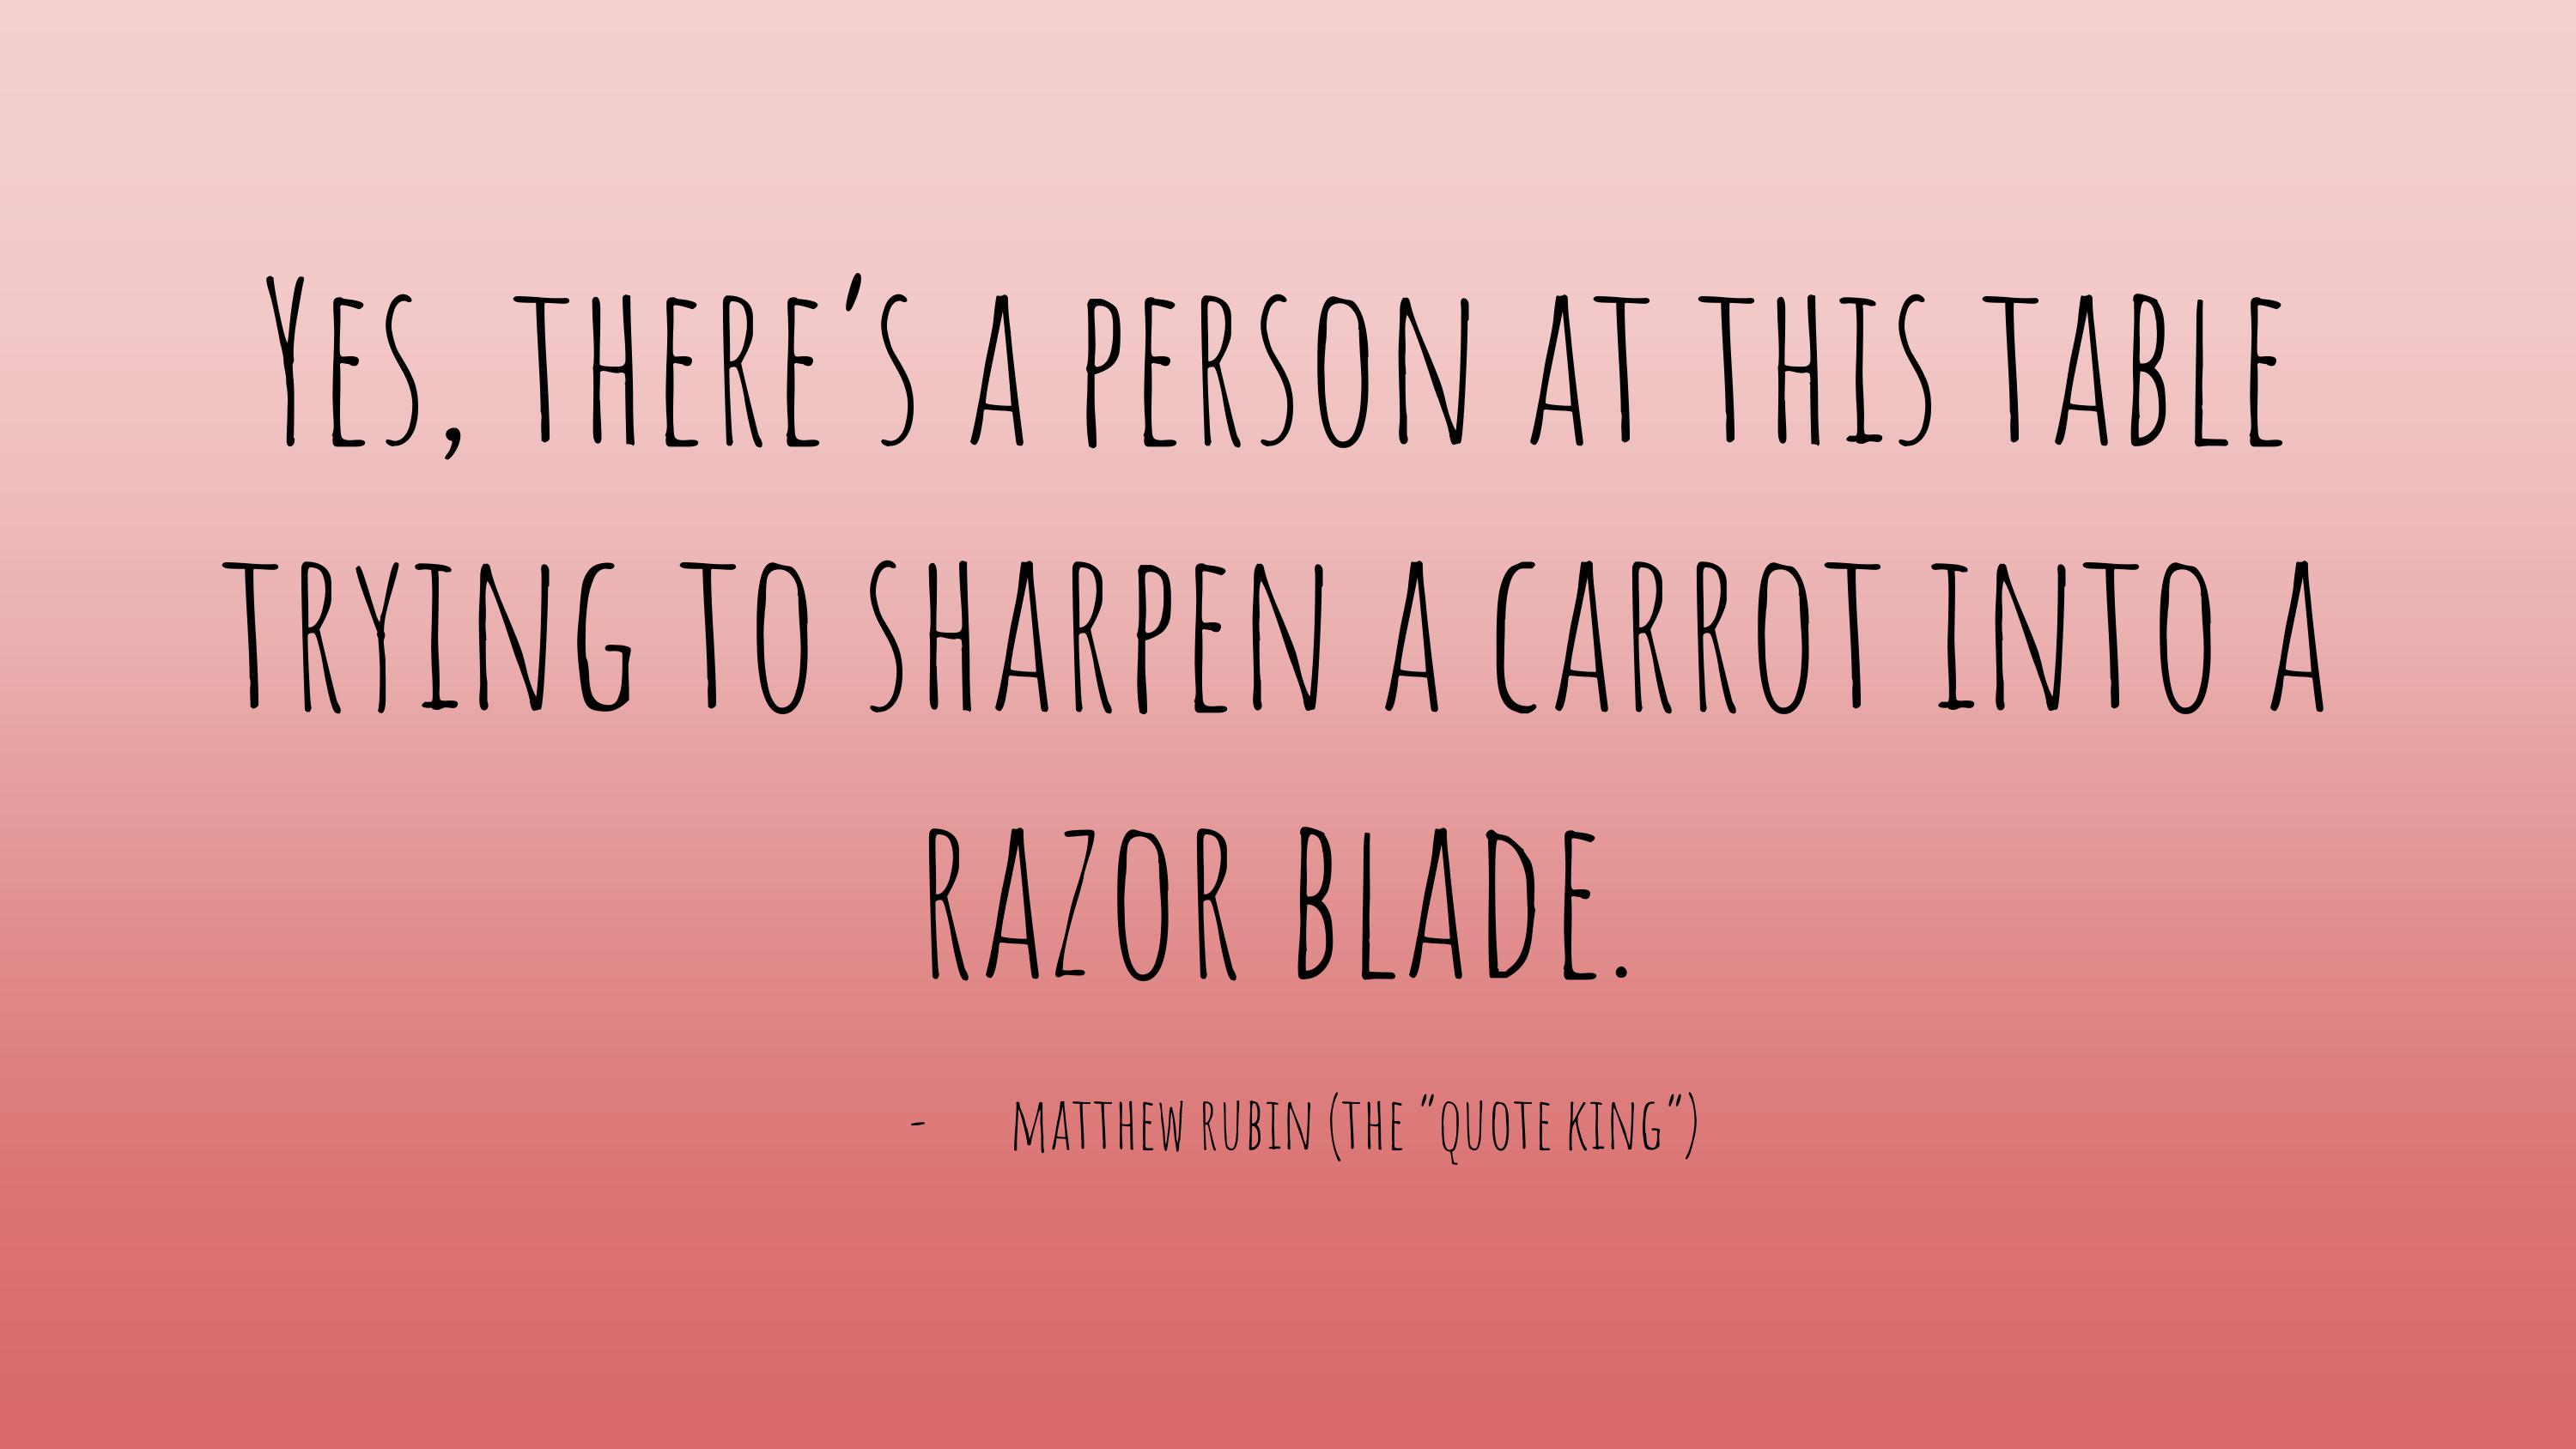 Yes, there's a person at this table
trying to sharpen a carrot into a
razor blade.
- Matthew Rubin (the "Quote King")